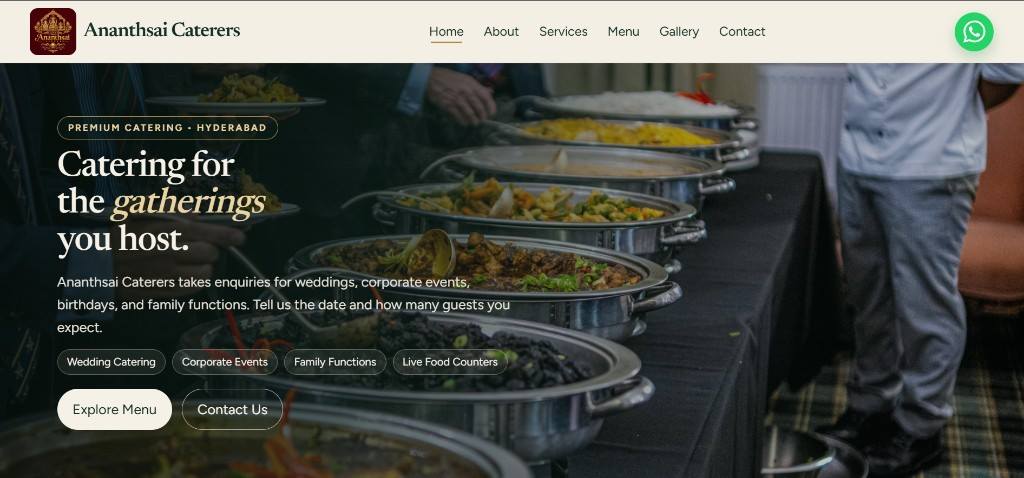 Ananthsai
Ananthsai Caterers
Home About Services Menu Gallery Contact
PREMIUM CATERING • HYDERABAD
Catering for
the gatherings
you host.
Ananthsai Caterers takes enquiries for weddings, corporate events,
birthdays, and family functions. Tell us the date and how many guests you
expect.
Wedding Catering Corporate Events Family Functions Live Food Counters
Explore Menu Contact Us